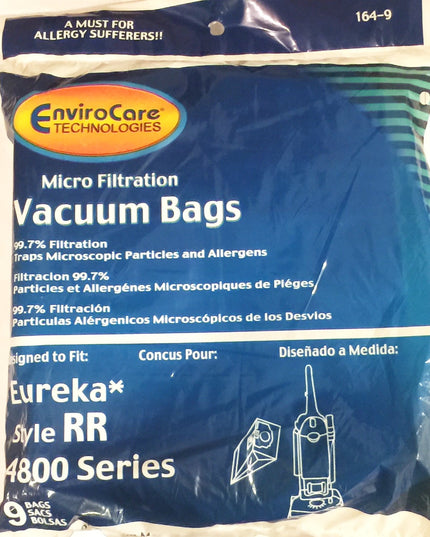 A MUST FOR
ALLERGY SUFFERERS!!
164-9
EnviroCare
TECHNOLOGIES
Micro Filtration
Vacuum Bags
99.7% Filtration
Traps Microscopic Particles and Allergens
Filtracion 99.7%
Particles et Allergénes Microscopiques de Pléges
99.7% Filtración
Particulas Alérgenicos Microscópicos de los Desvios
signed to Fit:
Concus Pour:
Diseñado a Medida:
Eureka*
Style RR
4800 Series
9 BAGS
SACS
BOLSAS